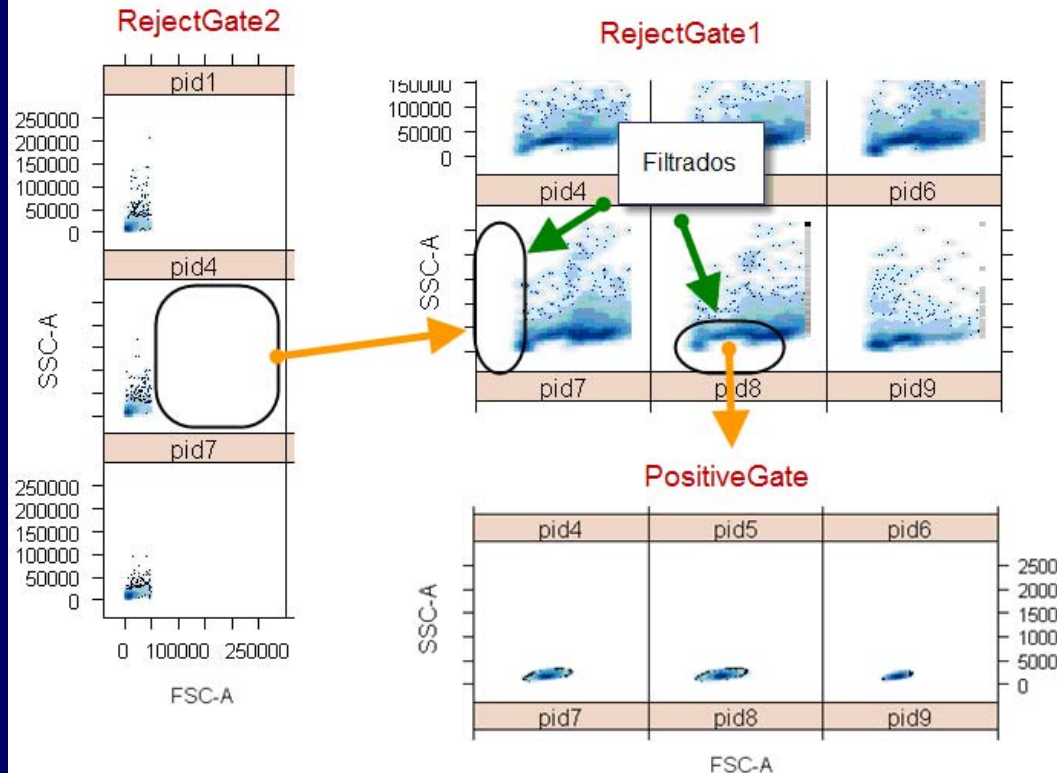 RejectGate2
pid1
250000
200000
150000
100000
50000
0
pid4
SSC-A
pid7
250000
200000
150000
100000
50000
0
0 100000 250000
FSC-A
RejectGate1
150000
100000
50000
0
Filtrados
pid4 pid6
SSC-A
pid7 pid8 pid9
PositiveGate
pid4 pid5 pid6
SSC-A
2500
2000
1500
1000
5000
0
pid7 pid8 pid9
FSC-A